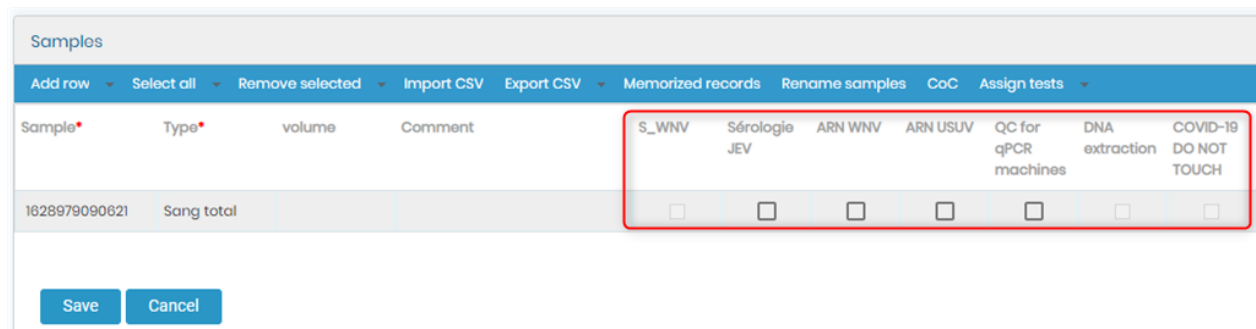 Samples
Add row Select all Remove selected Import CSV Export CSV Memorized records Rename samples CoC Assign tests
Sample* Type* volume Comment S_WNV Sérologie ARN WNV ARN USUV QC for DNA COVID-19
JEV qPCR extraction DO NOT
machines TOUCH
1628979090621 Sang total
Save Cancel